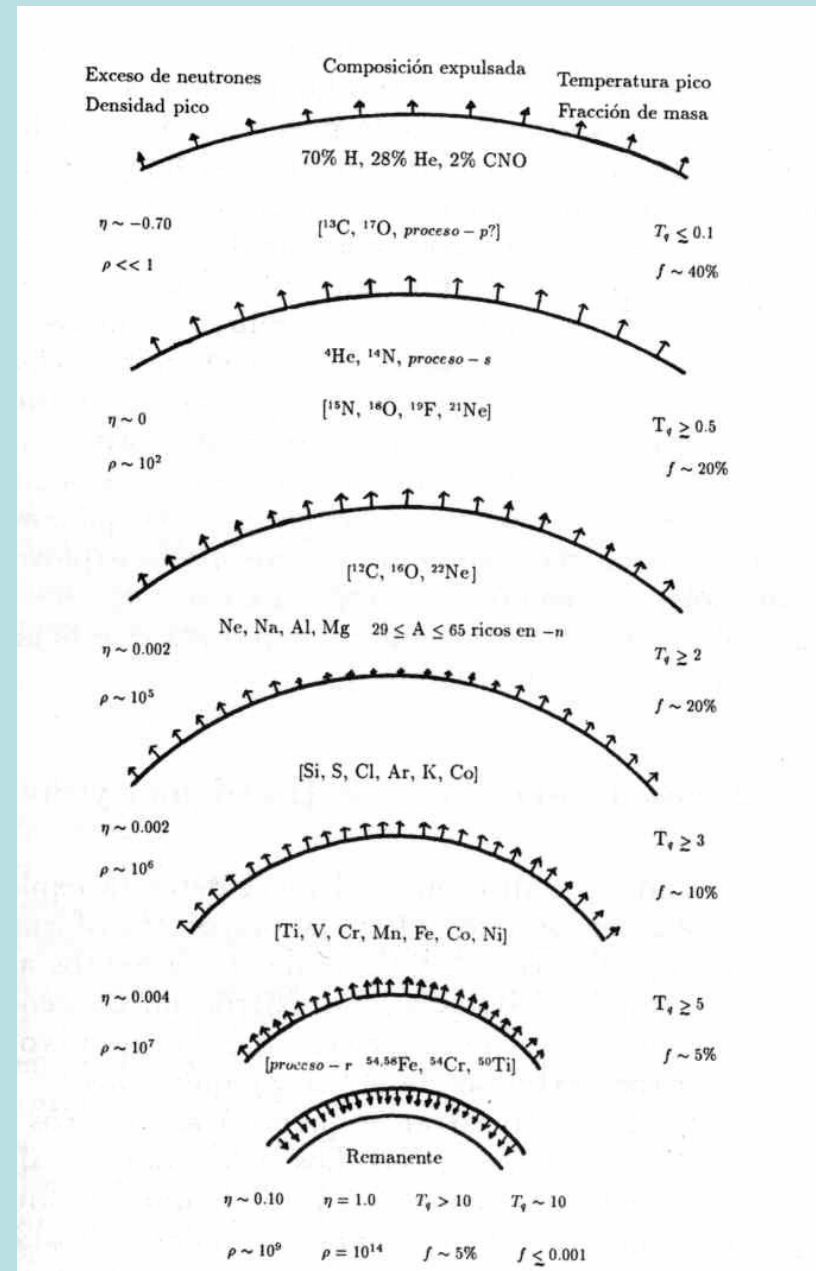 Exceso de neutrones
Composición expulsada
Temperatura pico
Densidad pico
Fracción de masa
70% H, 28% He, 2% CNO
η ~ −0.70
[¹³C, ¹⁷O, proceso − p?]
T₉ ≲ 0.1
ρ << 1
f ~ 40%
⁴He, ¹⁴N, proceso − s
η ~ 0
[¹⁵N, ¹⁸O, ¹⁹F, ²¹Ne]
T₉ ≳ 0.5
ρ ~ 10²
f ~ 20%
[¹²C, ¹⁶O, ²²Ne]
Ne, Na, Al, Mg 29 ≤ A ≤ 65 ricos en −n
η ~ 0.002
T₉ ≳ 2
ρ ~ 10⁵
f ~ 20%
[Si, S, Cl, Ar, K, Co]
η ~ 0.002
T₉ ≳ 3
ρ ~ 10⁶
f ~ 10%
[Ti, V, Cr, Mn, Fe, Co, Ni]
η ~ 0.004
T₉ ≳ 5
ρ ~ 10⁷
f ~ 5%
[proceso − r ⁵⁴,⁵⁸Fe, ⁵⁴Cr, ⁵⁰Ti]
Remanente
η ~ 0.10 η = 1.0 T₉ > 10 T₉ ~ 10
ρ ~ 10⁹ ρ = 10¹⁴ f ~ 5% f ≲ 0.001